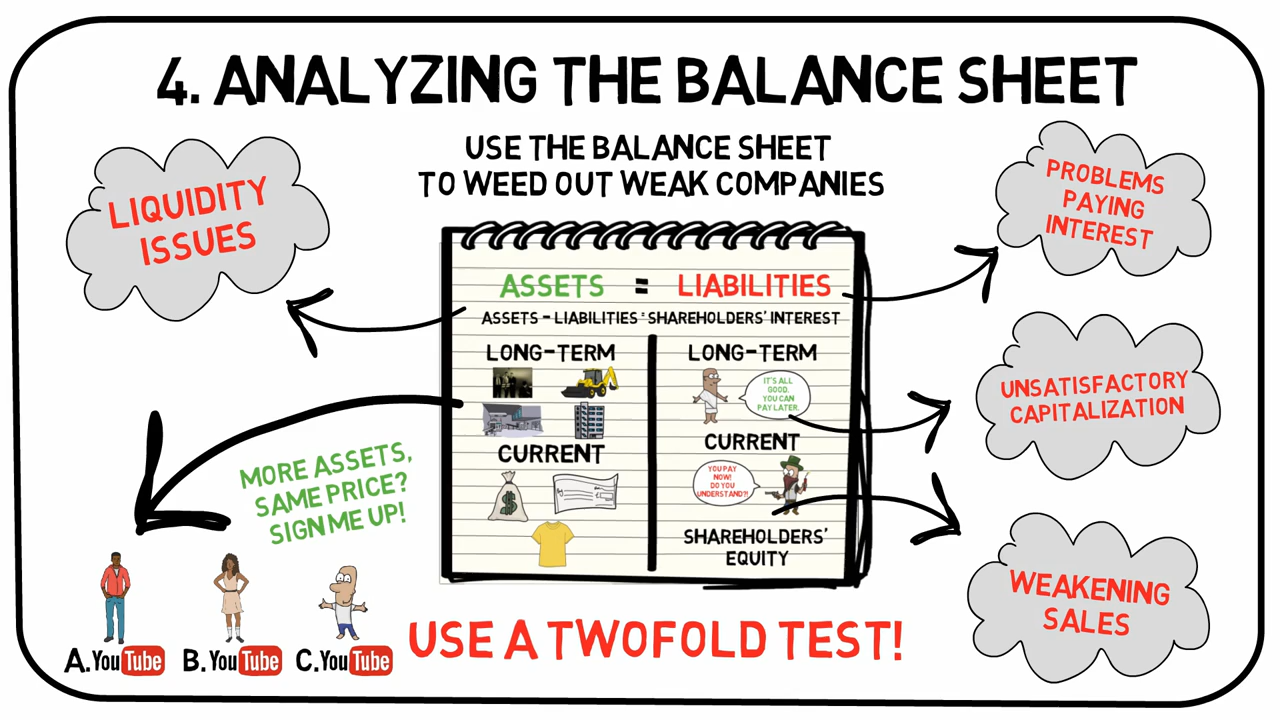 4. ANALYZING THE BALANCE SHEET
USE THE BALANCE SHEET
TO WEED OUT WEAK COMPANIES
LIQUIDITY
ISSUES
PROBLEMS
PAYING
INTEREST
ASSETS = LIABILITIES
ASSETS - LIABILITIES = SHAREHOLDERS' INTEREST
LONG-TERM
LONG-TERM
IT'S ALL
GOOD.
YOU CAN
PAY LATER.
UNSATISFACTORY
CAPITALIZATION
CURRENT
CURRENT
YOU PAY
NOW!
DO YOU
UNDERSTAND?!
$
SHAREHOLDERS'
EQUITY
MORE ASSETS,
SAME PRICE?
SIGN ME UP!
WEAKENING
SALES
A. YouTube
B. YouTube
C. YouTube
USE A TWOFOLD TEST!